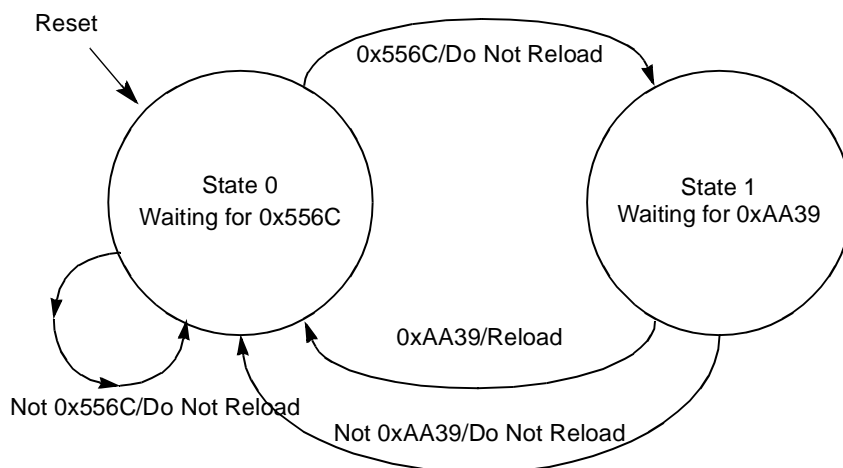 Reset
0x556C/Do Not Reload
State 0
Waiting for 0x556C
State 1
Waiting for 0xAA39
0xAA39/Reload
Not 0x556C/Do Not Reload
Not 0xAA39/Do Not Reload